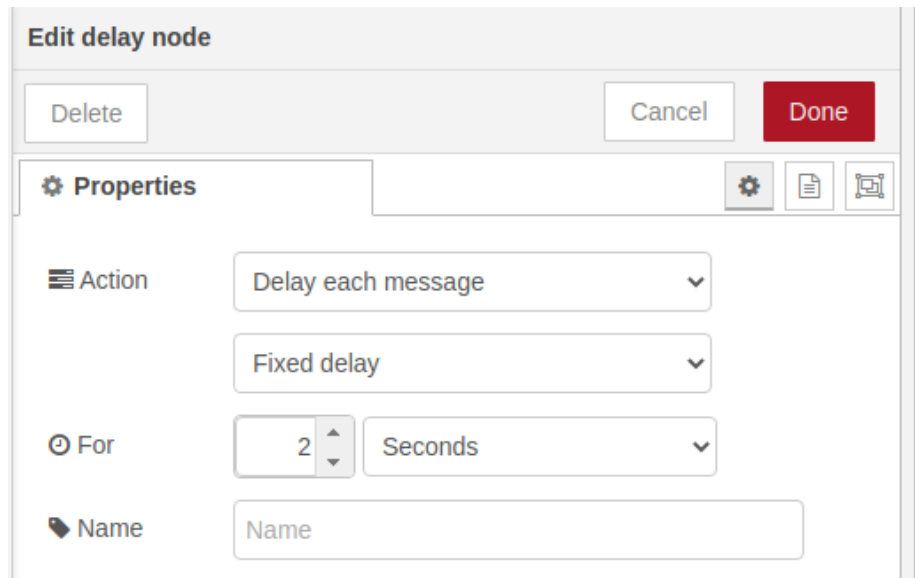 Edit delay node
Delete Cancel Done
Properties
Action Delay each message
Fixed delay
For 2 Seconds
Name Name